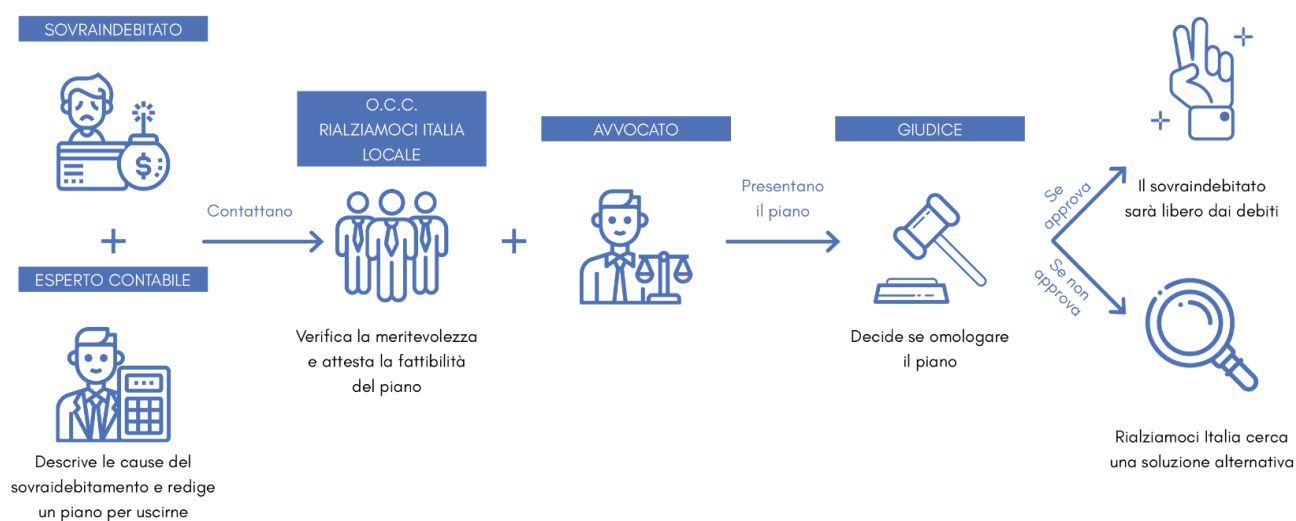 SOVRAINDEBITATO
$
ESPERTO CONTABILE
Descrive le cause del
sovraidebitamento e redige
un piano per uscirne
Contattano
O.C.C.
RIALZIAMOCI ITALIA
LOCALE
Verifica la meritevolezza
e attesta la fattibilità
del piano
AVVOCATO
Presentano
il piano
GIUDICE
Decide se omologare
il piano
Se
approva
Il sovraindebitato
sarà libero dai debiti
Se non
approva
Rialziamoci Italia cerca
una soluzione alternativa